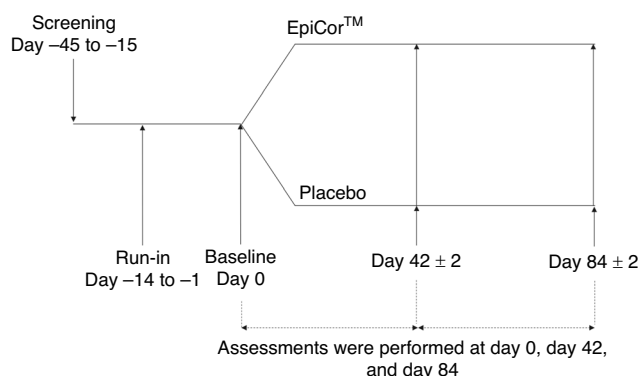 Screening
Day –45 to –15
EpiCor™
Placebo
Run-in
Day –14 to –1
Baseline
Day 0
Day 42 ± 2
Day 84 ± 2
Assessments were performed at day 0, day 42,
and day 84